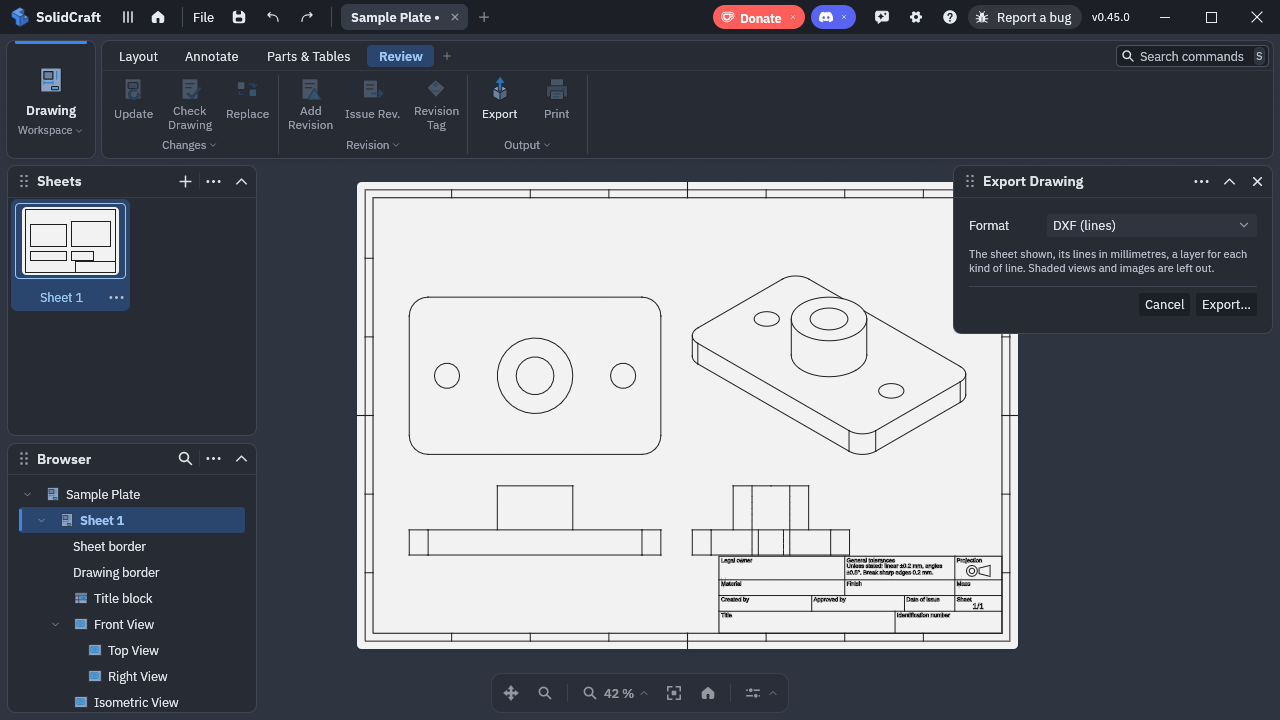 SolidCraft
File
Sample Plate •
Donate
Report a bug
v0.45.0
Drawing
Workspace
Layout
Annotate
Parts & Tables
Review
Search commands
S
Update
Check Drawing
Replace
Changes
Add Revision
Issue Rev.
Revision Tag
Revision
Export
Print
Output
Sheets
Sheet 1
Browser
Sample Plate
Sheet 1
Sheet border
Drawing border
Title block
Front View
Top View
Right View
Isometric View
Export Drawing
Format
DXF (lines)
The sheet shown, its lines in millimetres, a layer for each
kind of line. Shaded views and images are left out.
Cancel
Export...
Legal owner
General tolerances
Unless stated: linear ±0.2 mm, angles
±0.5°. Break sharp edges 0.2 mm.
Projection
Material
Finish
Mass
Created by
Approved by
Date of issue
Sheet
1/1
Title
Identification number
42 %